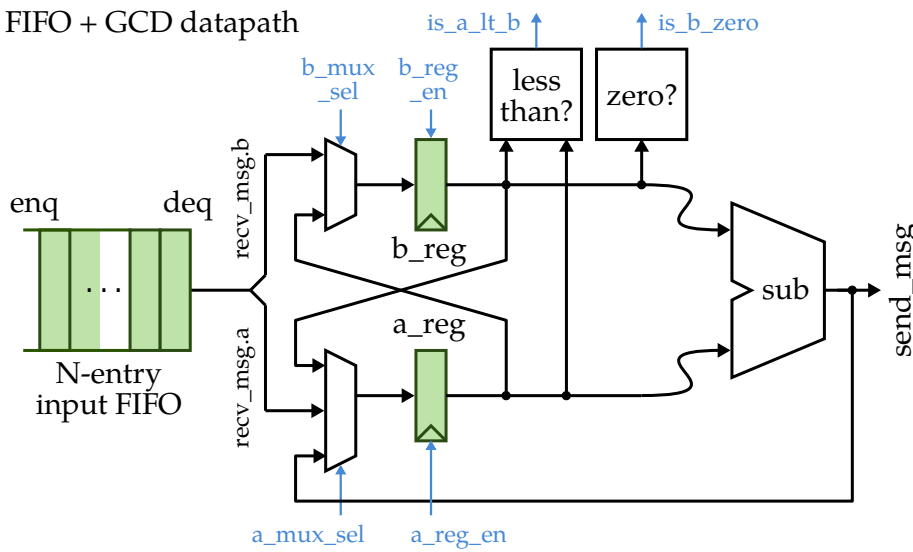 FIFO + GCD datapath
is_a_lt_b
is_b_zero
b_mux
_sel
b_reg
_en
less
than?
zero?
recv_msg.b
enq
deq
b_reg
. . .
sub
send_msg
a_reg
recv_msg.a
N-entry
input FIFO
a_mux_sel
a_reg_en